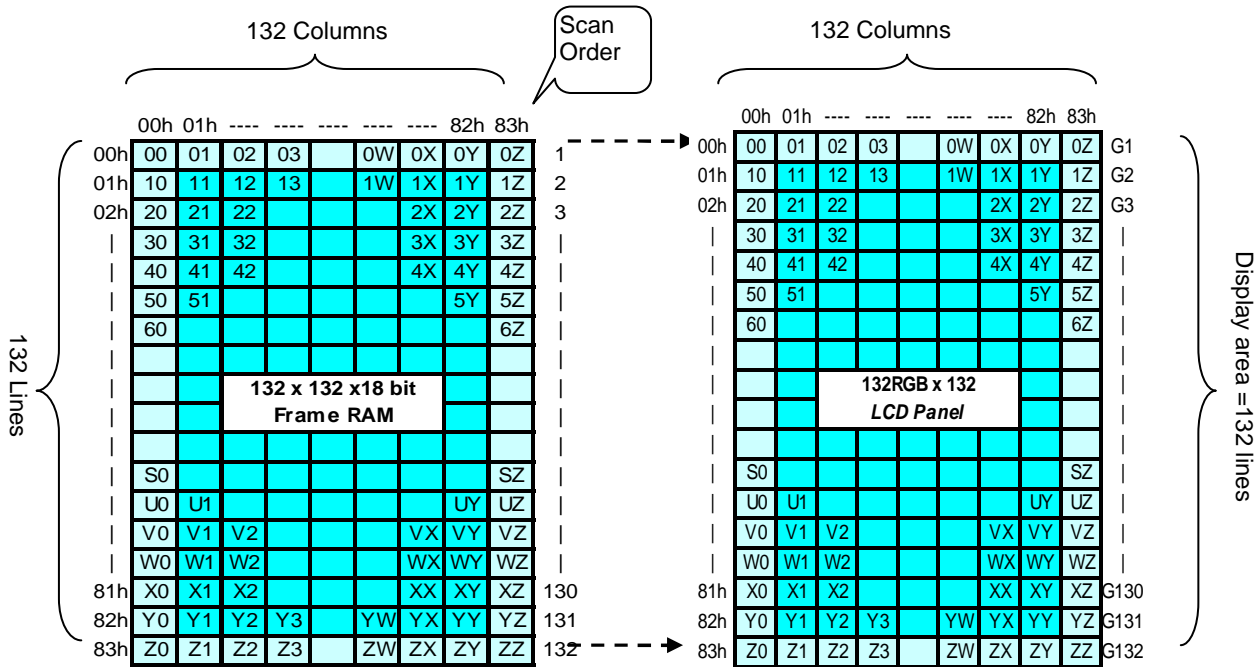 Scan
Order
132 Columns
132 Columns
00h 01h ---- ---- ---- ---- ---- 82h 83h
00h 00 01 02 03 0W 0X 0Y 0Z 1
01h 10 11 12 13 1W 1X 1Y 1Z 2
02h 20 21 22 2X 2Y 2Z 3
30 31 32 3X 3Y 3Z
40 41 42 4X 4Y 4Z
50 51 5Y 5Z
60 6Z
132 x 132 x18 bit
Frame RAM
S0 SZ
U0 U1 UY UZ
V0 V1 V2 VX VY VZ
W0 W1 W2 WX WY WZ
81h X0 X1 X2 XX XY XZ 130
82h Y0 Y1 Y2 Y3 YW YX YY YZ 131
83h Z0 Z1 Z2 Z3 ZW ZX ZY ZZ 132
132 Lines
00h 01h ---- ---- ---- ---- ---- 82h 83h
00h 00 01 02 03 0W 0X 0Y 0Z G1
01h 10 11 12 13 1W 1X 1Y 1Z G2
02h 20 21 22 2X 2Y 2Z G3
30 31 32 3X 3Y 3Z
40 41 42 4X 4Y 4Z
50 51 5Y 5Z
60 6Z
132RGB x 132
LCD Panel
S0 SZ
U0 U1 UY UZ
V0 V1 V2 VX VY VZ
W0 W1 W2 WX WY WZ
81h X0 X1 X2 XX XY XZ G130
82h Y0 Y1 Y2 Y3 YW YX YY YZ G131
83h Z0 Z1 Z2 Z3 ZW ZX ZY ZZ G132
Display area =132 lines